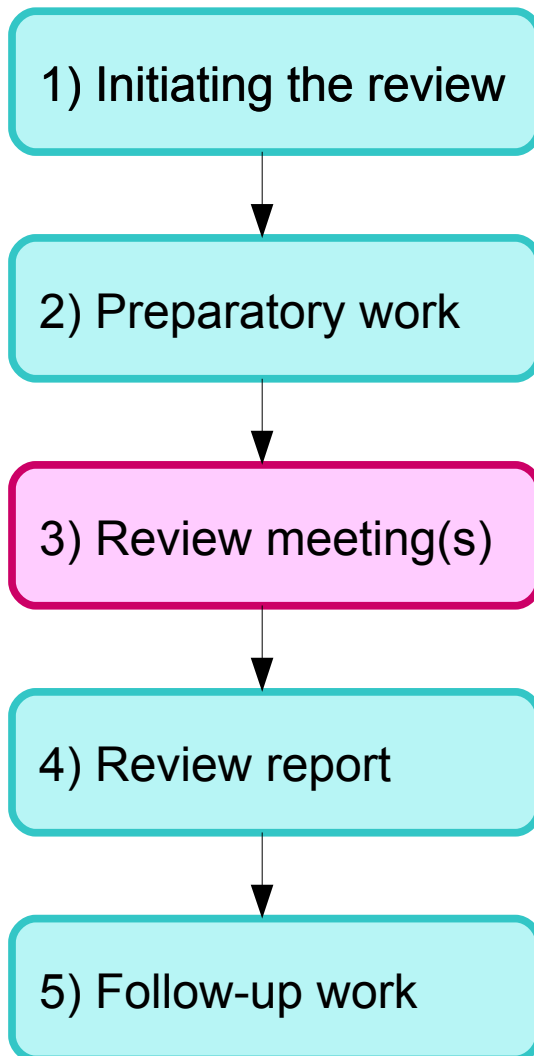 1) Initiating the review
2) Preparatory work
3) Review meeting(s)
4) Review report
5) Follow-up work